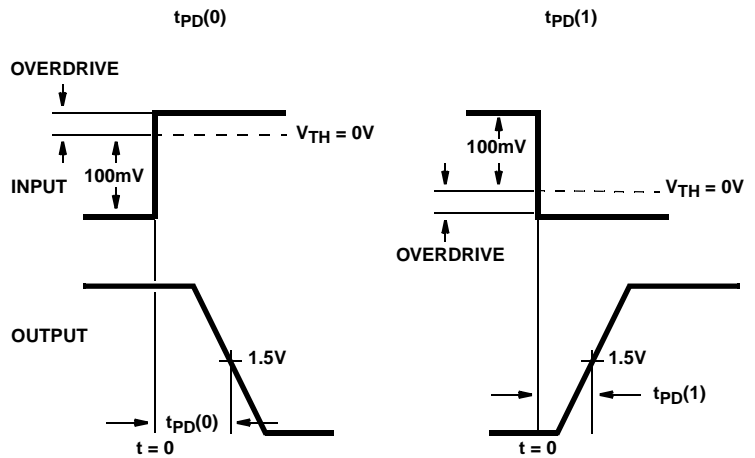 tPD(0)
OVERDRIVE
VTH = 0V
100mV
INPUT
OUTPUT
1.5V
tPD(0)
t = 0
tPD(1)
100mV
VTH = 0V
OVERDRIVE
1.5V
tPD(1)
t = 0